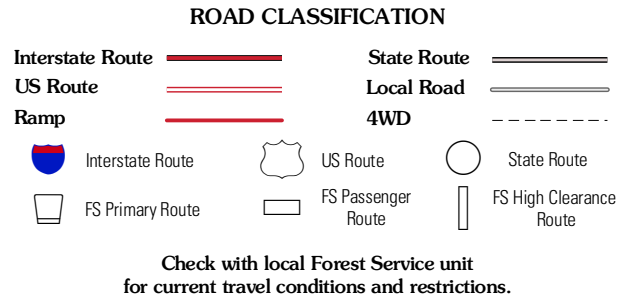 ROAD CLASSIFICATION
Interstate Route
State Route
US Route
Local Road
Ramp
4WD
Interstate Route
US Route
State Route
FS Primary Route
FS Passenger
Route
FS High Clearance
Route
Check with local Forest Service unit
for current travel conditions and restrictions.